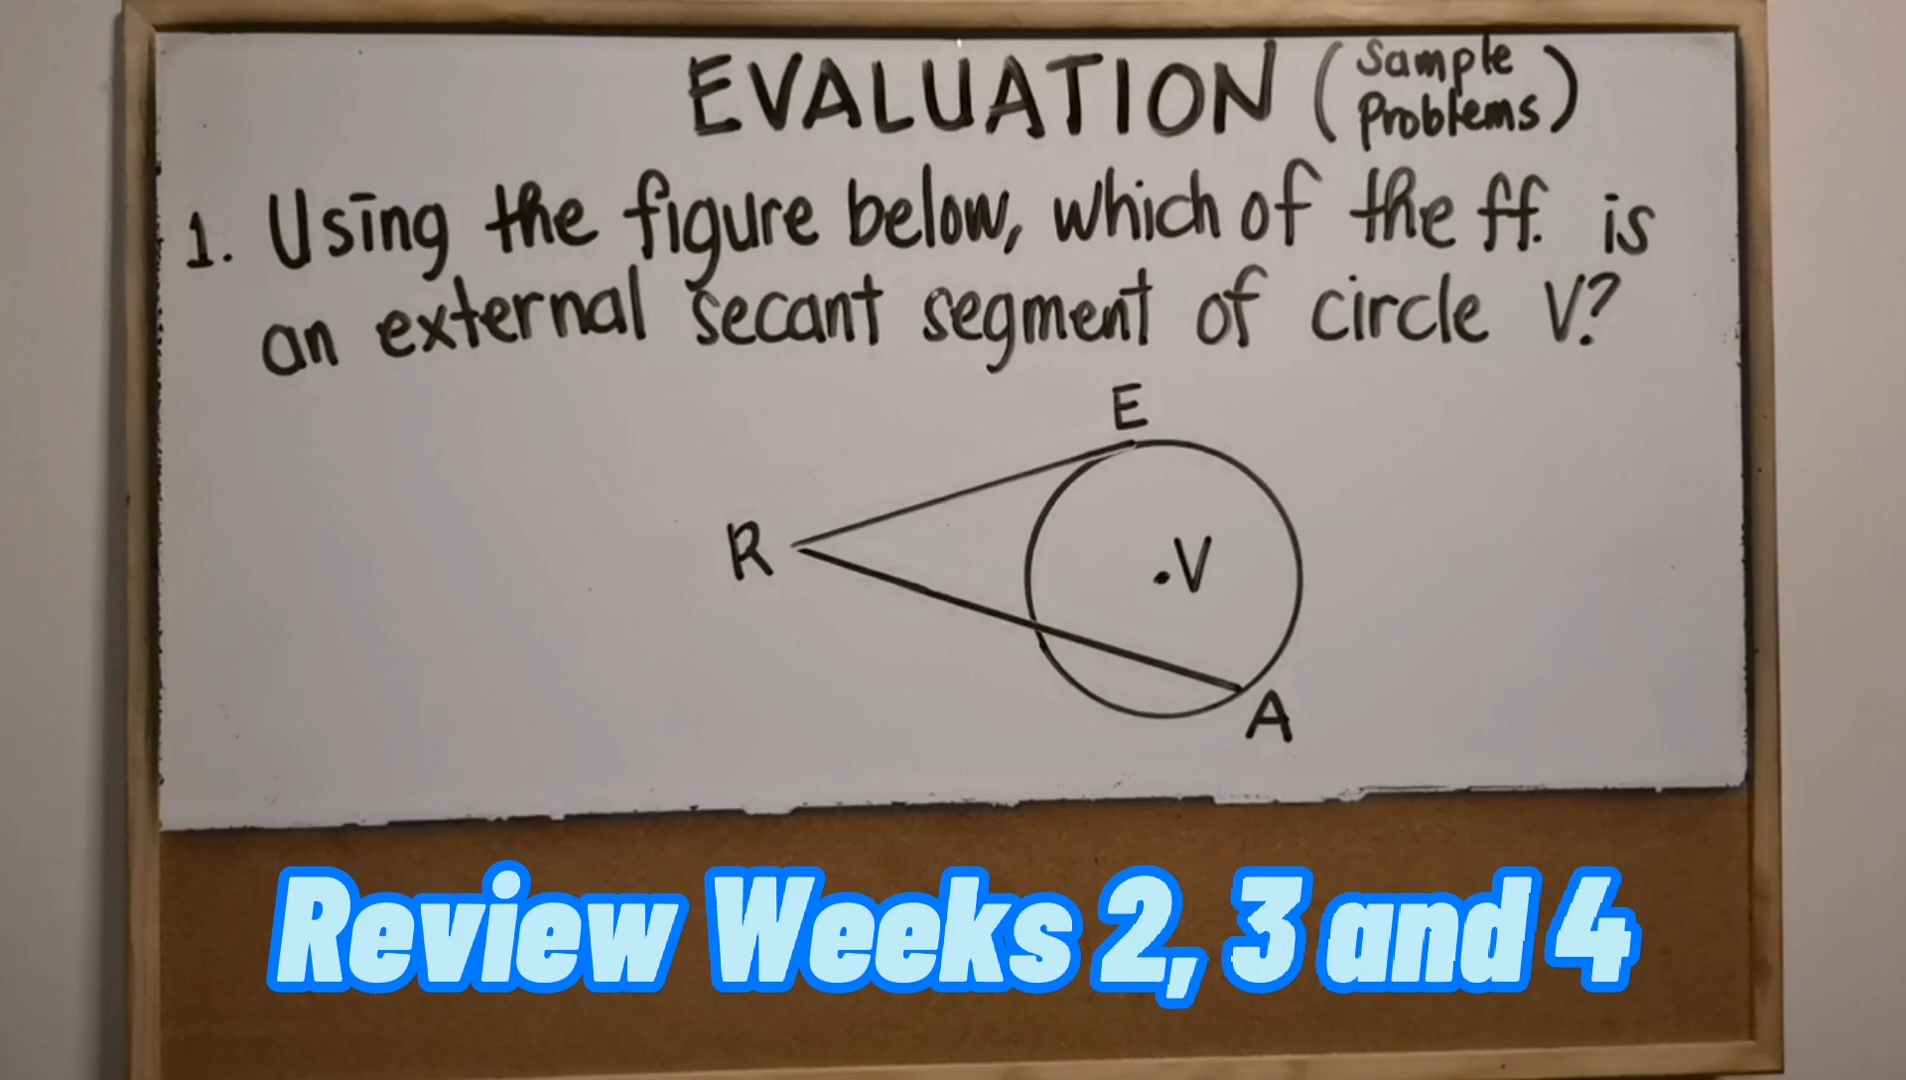 EVALUATION (Sample Problems)
1. Using the figure below, which of the ff. is
an external secant segment of circle V?
E
R
.V
A
Review Weeks 2, 3 and 4